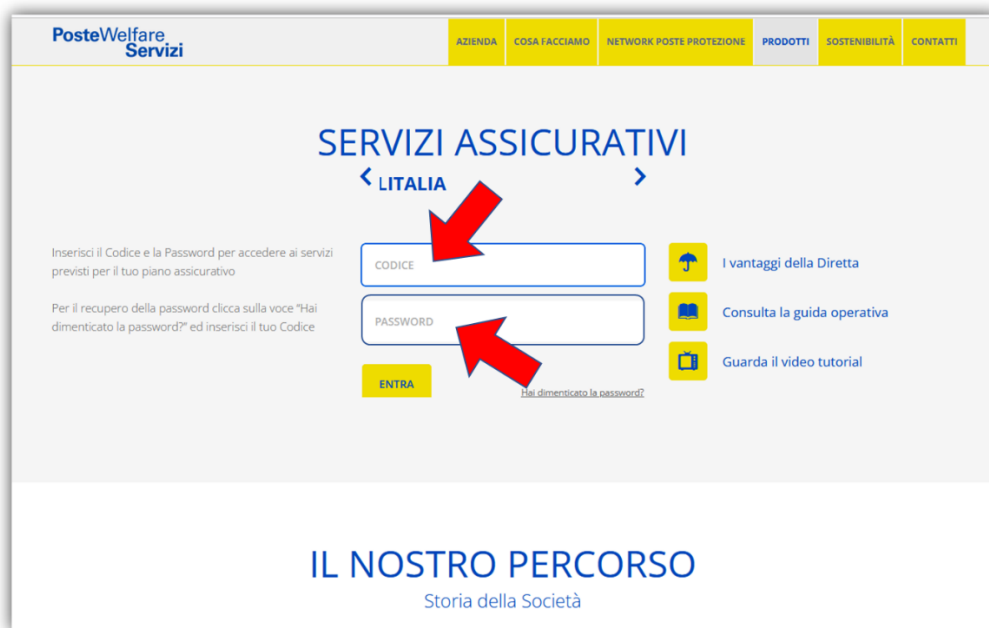 PosteWelfare
Servizi
AZIENDA
COSA FACCIAMO
NETWORK POSTE PROTEZIONE
PRODOTTI
SOSTENIBILITÀ
CONTATTI
SERVIZI ASSICURATIVI
LITALIA
Inserisci il Codice e la Password per accedere ai servizi
previsti per il tuo piano assicurativo
Per il recupero della password clicca sulla voce “Hai
dimenticato la password?” ed inserisci il tuo Codice
CODICE
PASSWORD
ENTRA
Hai dimenticato la password?
I vantaggi della Diretta
Consulta la guida operativa
Guarda il video tutorial
IL NOSTRO PERCORSO
Storia della Società